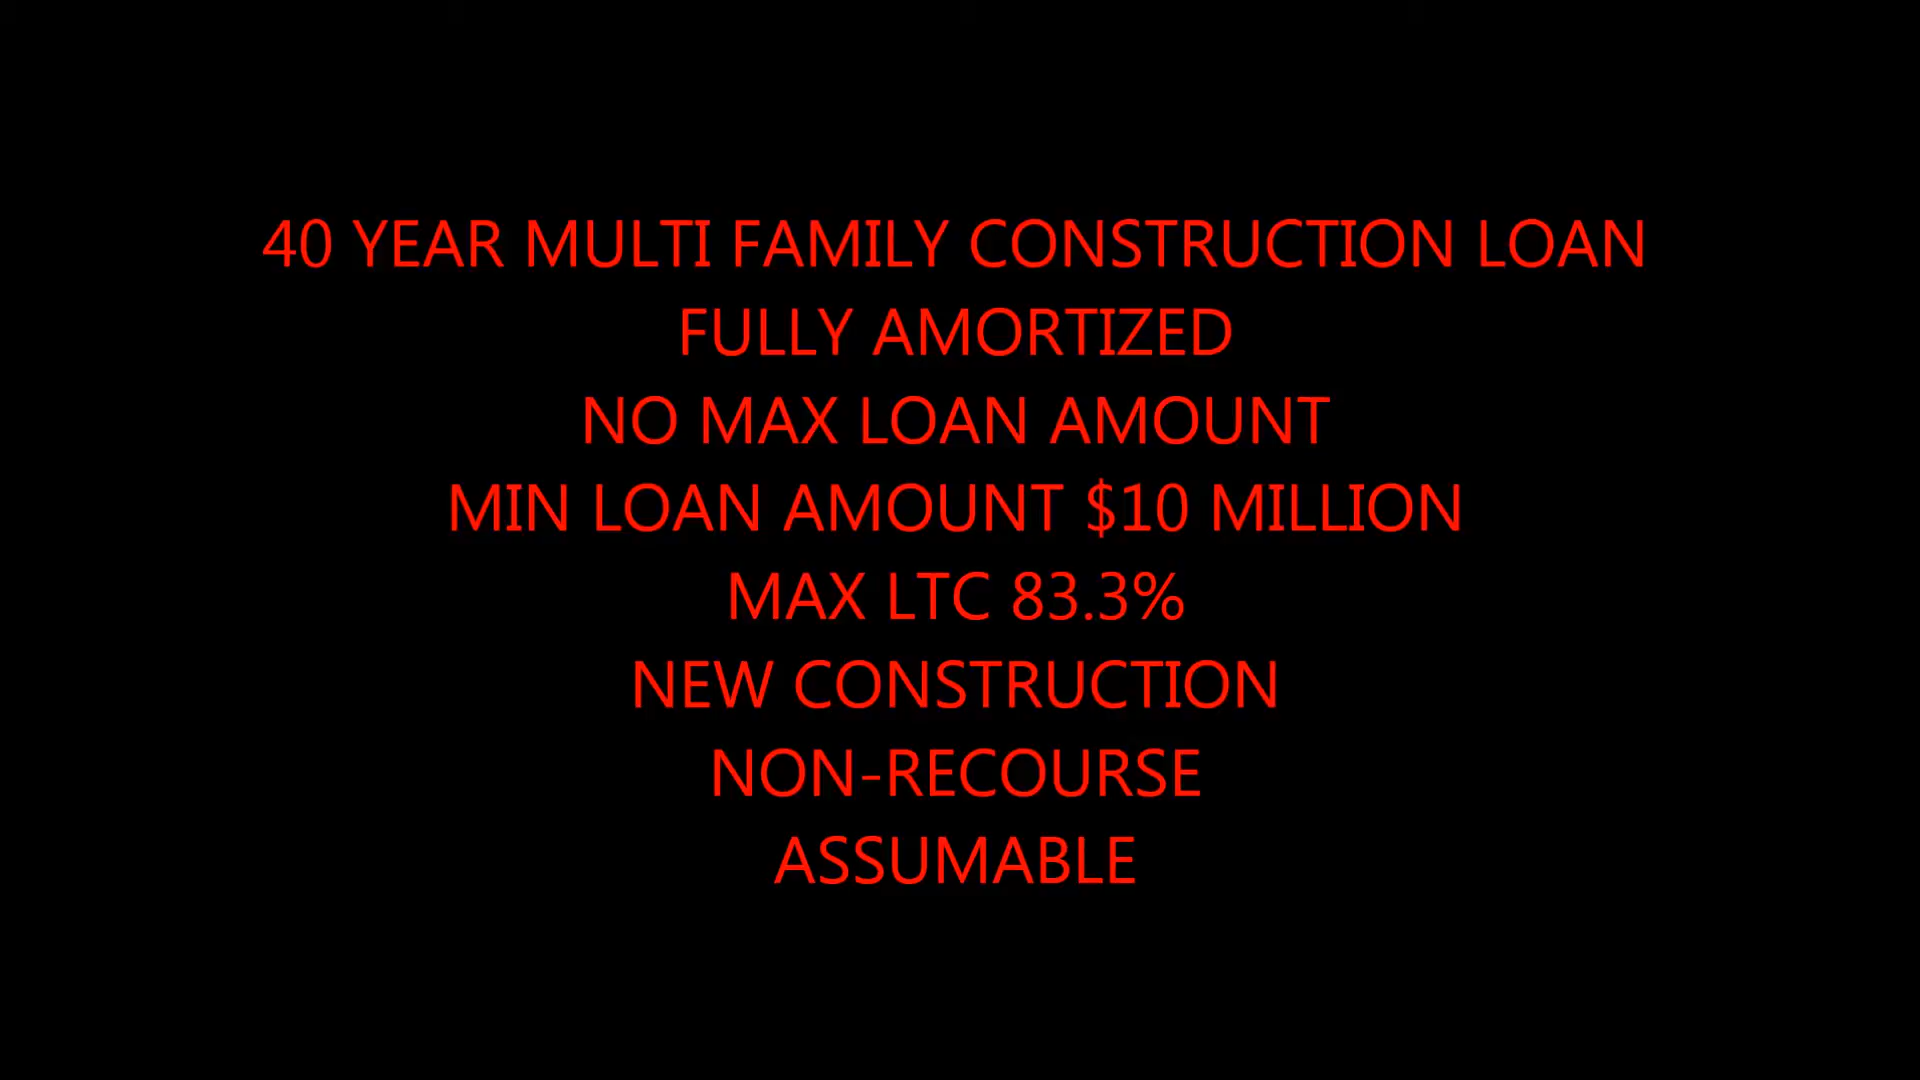 40 YEAR MULTI FAMILY CONSTRUCTION LOAN
FULLY AMORTIZED
NO MAX LOAN AMOUNT
MIN LOAN AMOUNT $10 MILLION
MAX LTC 83.3%
NEW CONSTRUCTION
NON-RECOURSE
ASSUMABLE